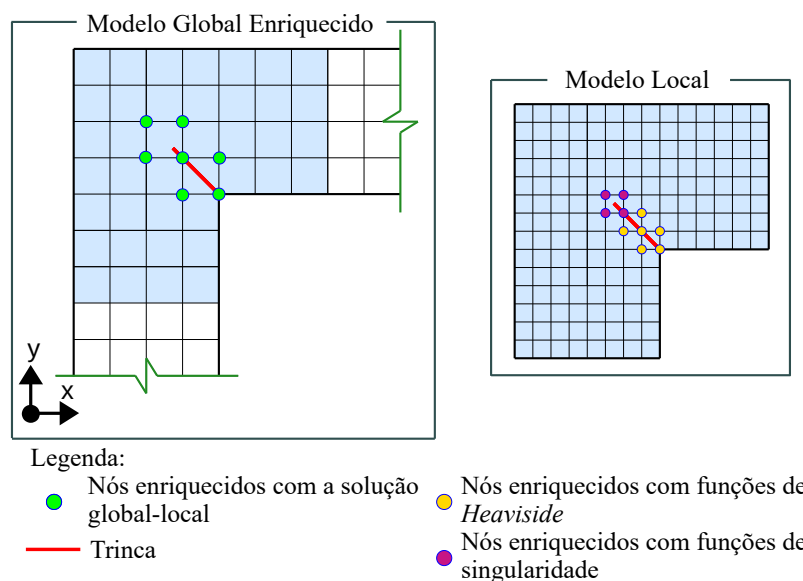 Modelo Global Enriquecido
Modelo Local
y
x
Legenda:
Nós enriquecidos com a solução
global-local
Trinca
Nós enriquecidos com funções de
Heaviside
Nós enriquecidos com funções de
singularidade